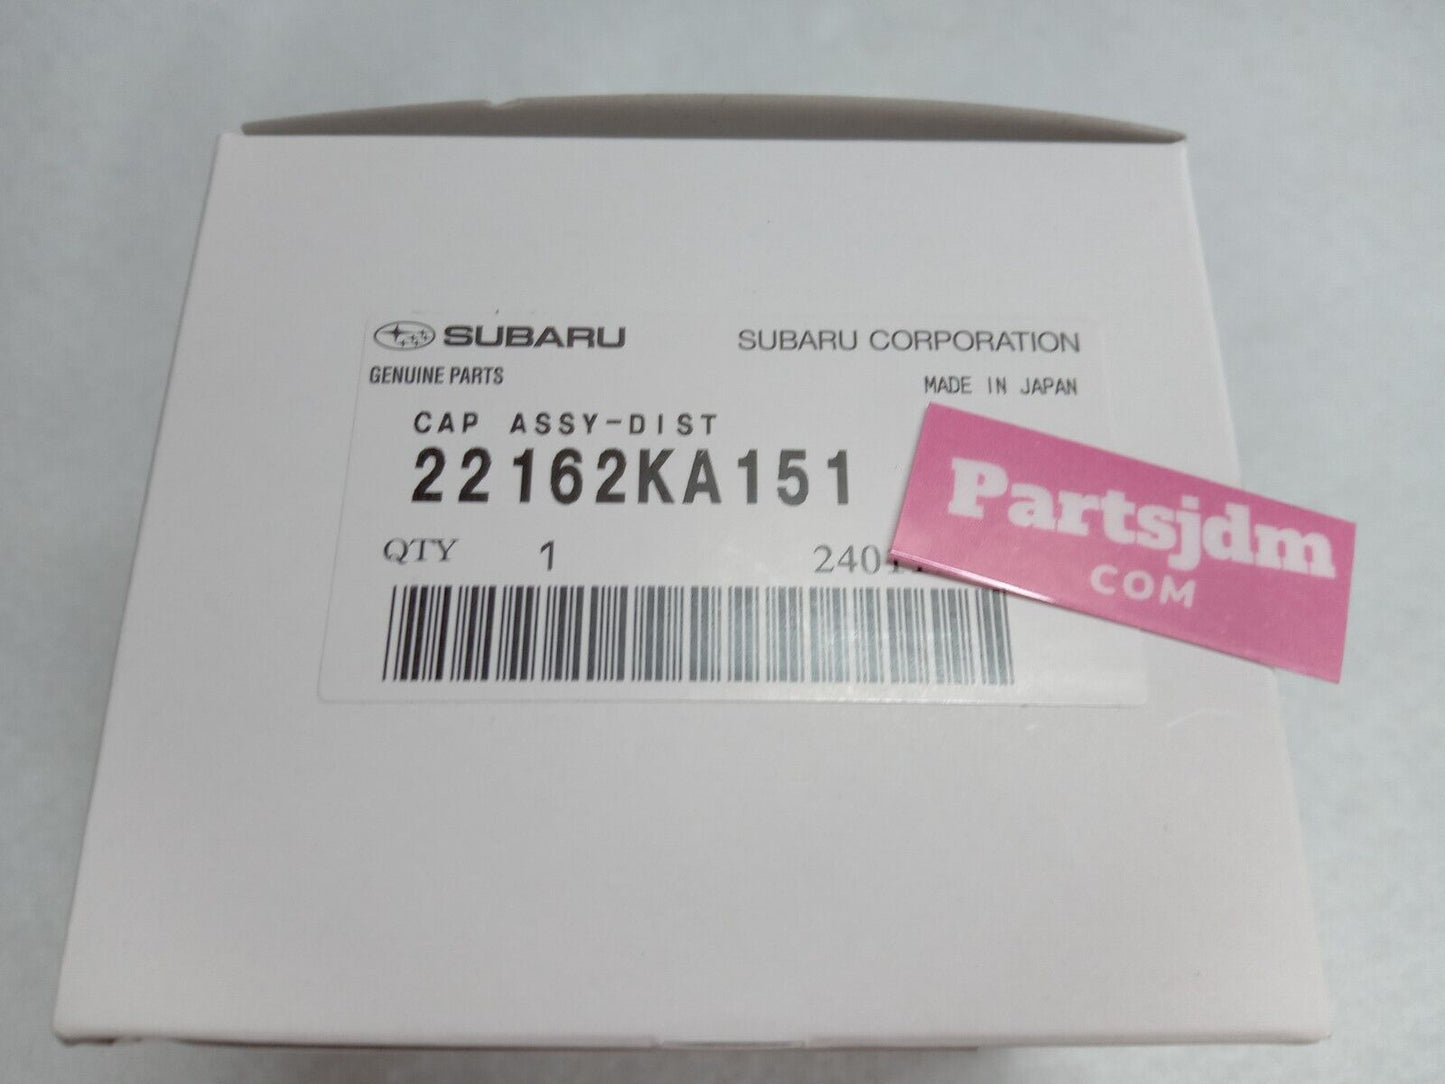 SUBARU
SUBARU CORPORATION
GENUINE PARTS
MADE IN JAPAN
CAP ASSY-DIST
22162KA151
QTY 1
Partsjdm
COM